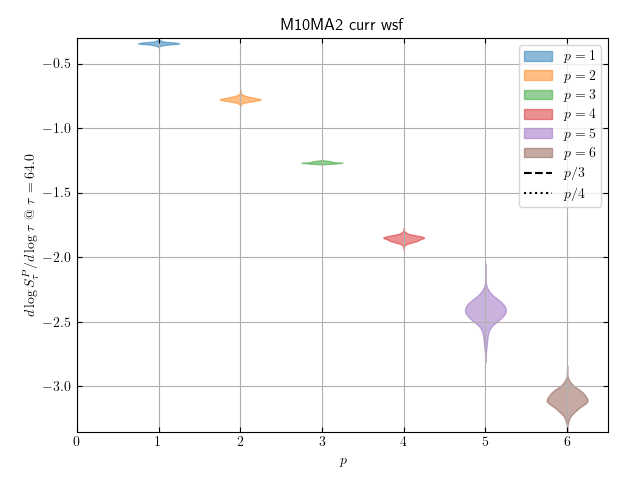 M10MA2 curr wsf
d log S_τ^P / d log τ @ τ = 64.0
−0.5
−1.0
−1.5
−2.0
−2.5
−3.0
0 1 2 3 4 5 6
p
p = 1
p = 2
p = 3
p = 4
p = 5
p = 6
p/3
p/4